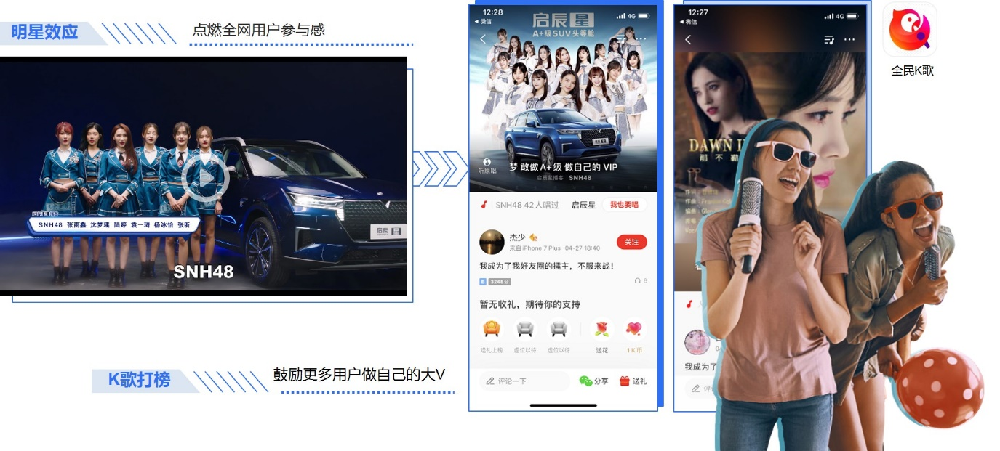 明星效应
点燃全网用户参与感
SNH48 张雨鑫 沈梦瑶 陆婷 袁一琦 杨冰怡 张昕
启辰 星
SNH48
K歌打榜
鼓励更多用户做自己的大V
12:28
4G
微信
启辰星
A+级SUV头等舱
听原唱
梦 敢做A+级 做自己的 VIP
启辰星播客 SNH48
SNH48 42人唱过
启辰星
我也要唱
杰少
关注
来自iPhone 7 Plus 04-27 18:40
我成为了我好友圈的擂主，不服来战！
3248分
6
暂无收礼，期待你的支持
送礼上榜
虚位以待
虚位以待
送花
1 K币
评论一下
分享
送礼
12:27
4G
微信
DAWN I
那 不 勒
我成为了
全民K歌